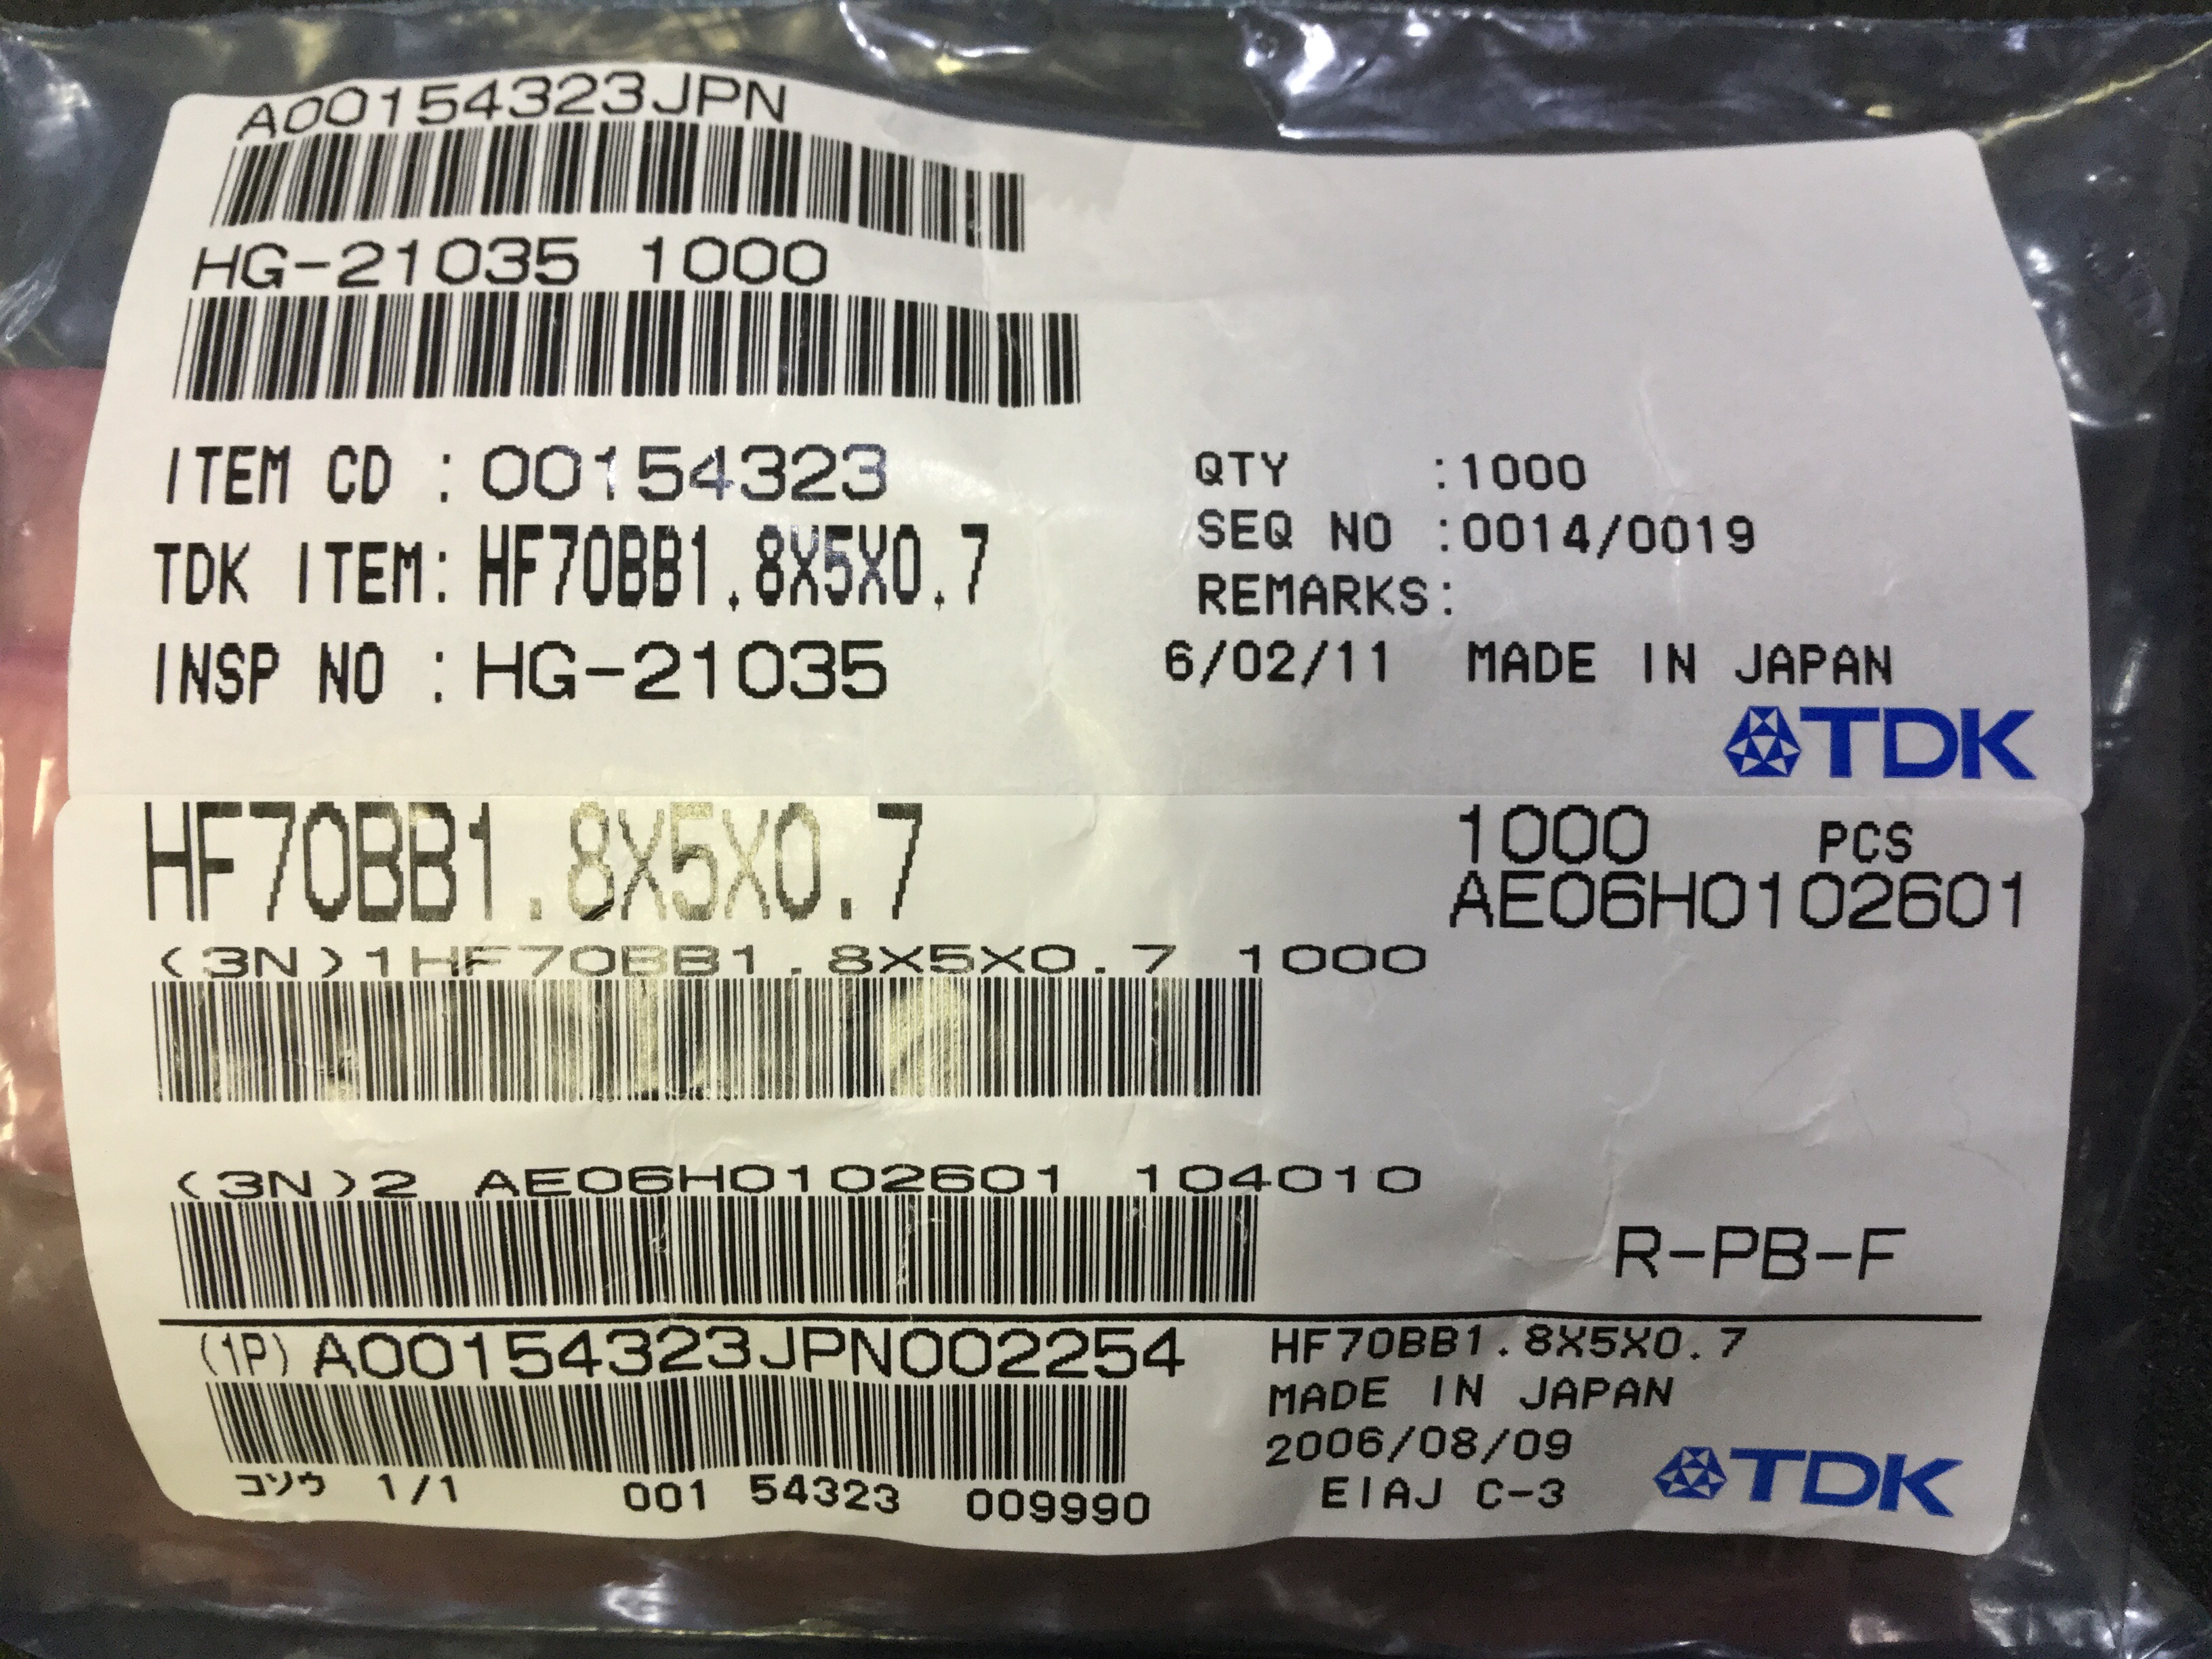 A00154323JPN
HG-21035 1000
ITEM CD : 00154323
TDK ITEM: HF70BB1.8X5X0.7
INSP NO : HG-21035
QTY :1000
SEQ NO :0014/0019
REMARKS:
6/02/11 MADE IN JAPAN
TDK
HF70BB1.8X5X0.7
1000 PCS
AE06H0102601
(3N)1HF70BB1.8X5X0.7 1000
(3N)2 AE06H0102601 104010
R-PB-F
(1P) A00154323JPN002254
コソウ 1/1 001 54323 009990
HF70BB1.8X5X0.7
MADE IN JAPAN
2006/08/09
EIAJ C-3
TDK